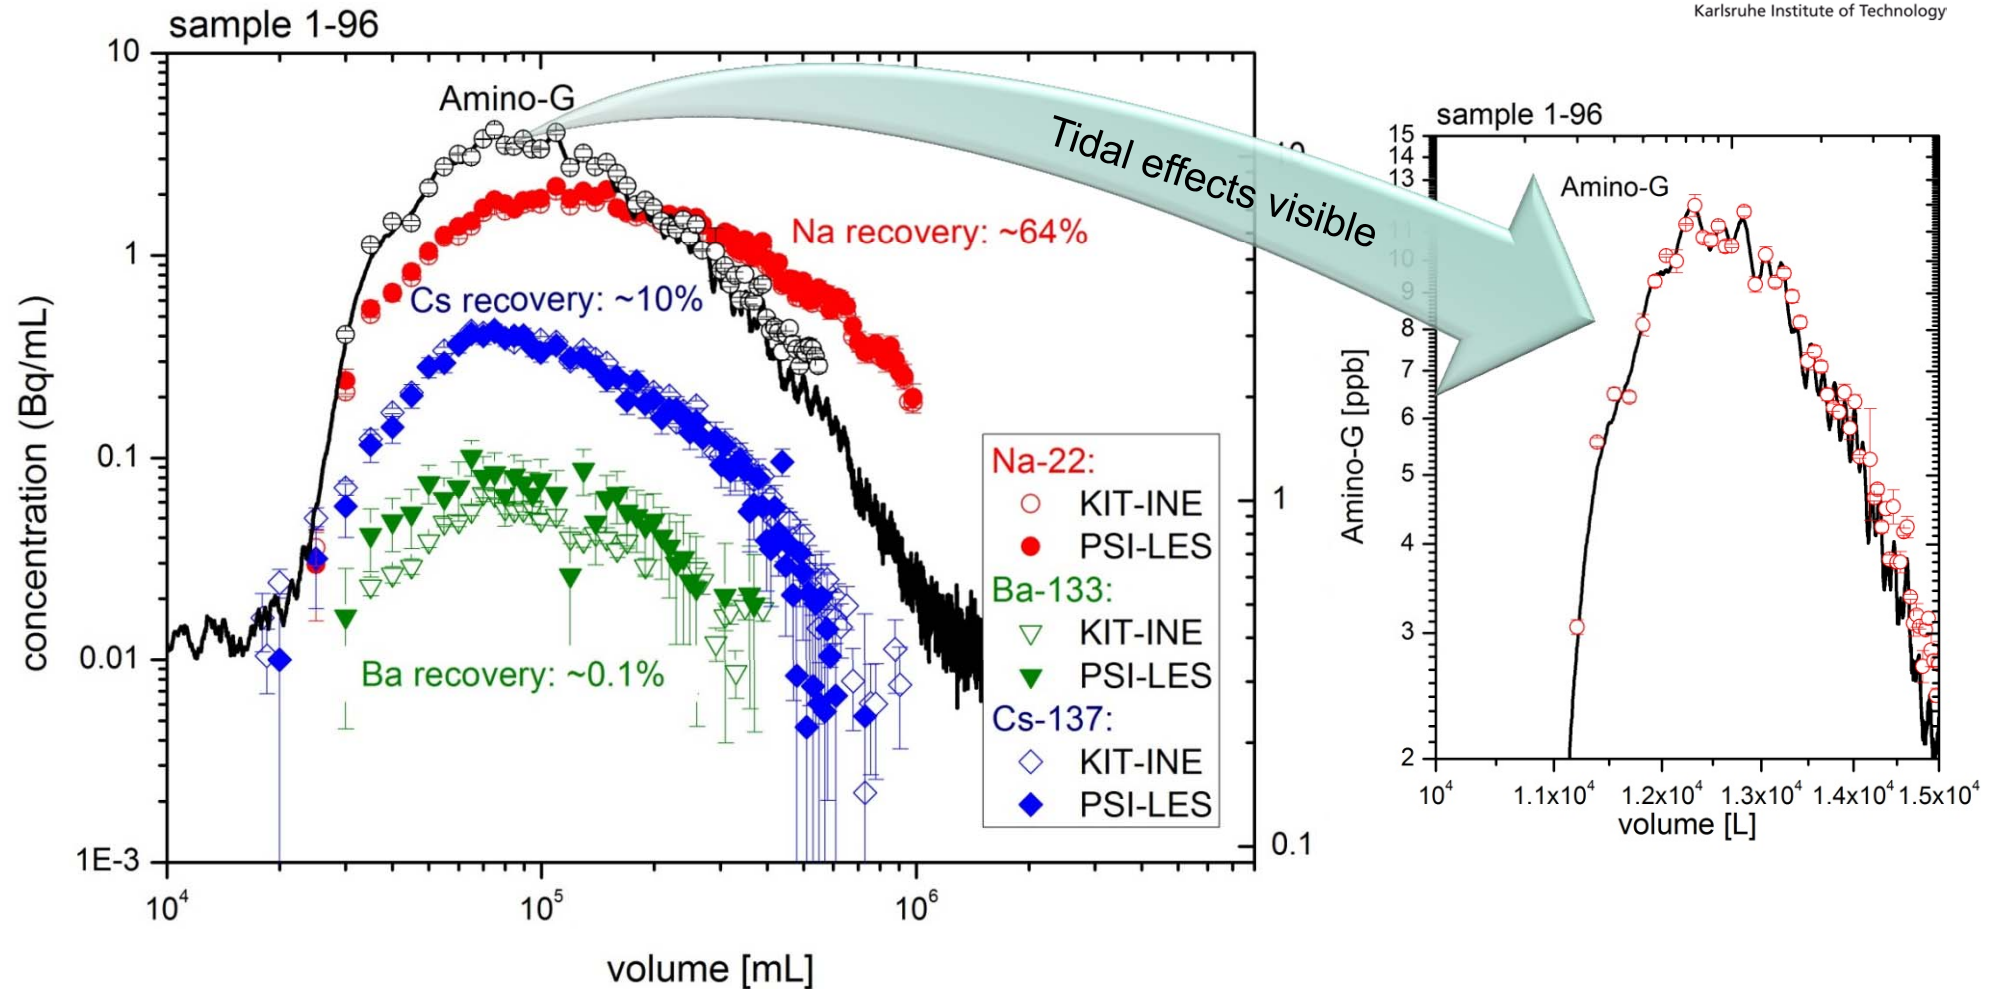 Karlsruhe Institute of Technology
sample 1-96
10
1
0.1
0.01
1E-3
concentration (Bq/mL)
10⁴
10⁵
10⁶
volume [mL]
Amino-G
Na recovery: ~64%
Cs recovery: ~10%
Ba recovery: ~0.1%
10
1
0.1
Na-22:
KIT-INE
PSI-LES
Ba-133:
KIT-INE
PSI-LES
Cs-137:
KIT-INE
PSI-LES
Tidal effects visible
sample 1-96
Amino-G
15
14
13
11
10
9
8
7
6
5
4
3
2
Amino-G [ppb]
10⁴
1.1x10⁴
1.2x10⁴
1.3x10⁴
1.4x10⁴
1.5x10⁴
volume [L]